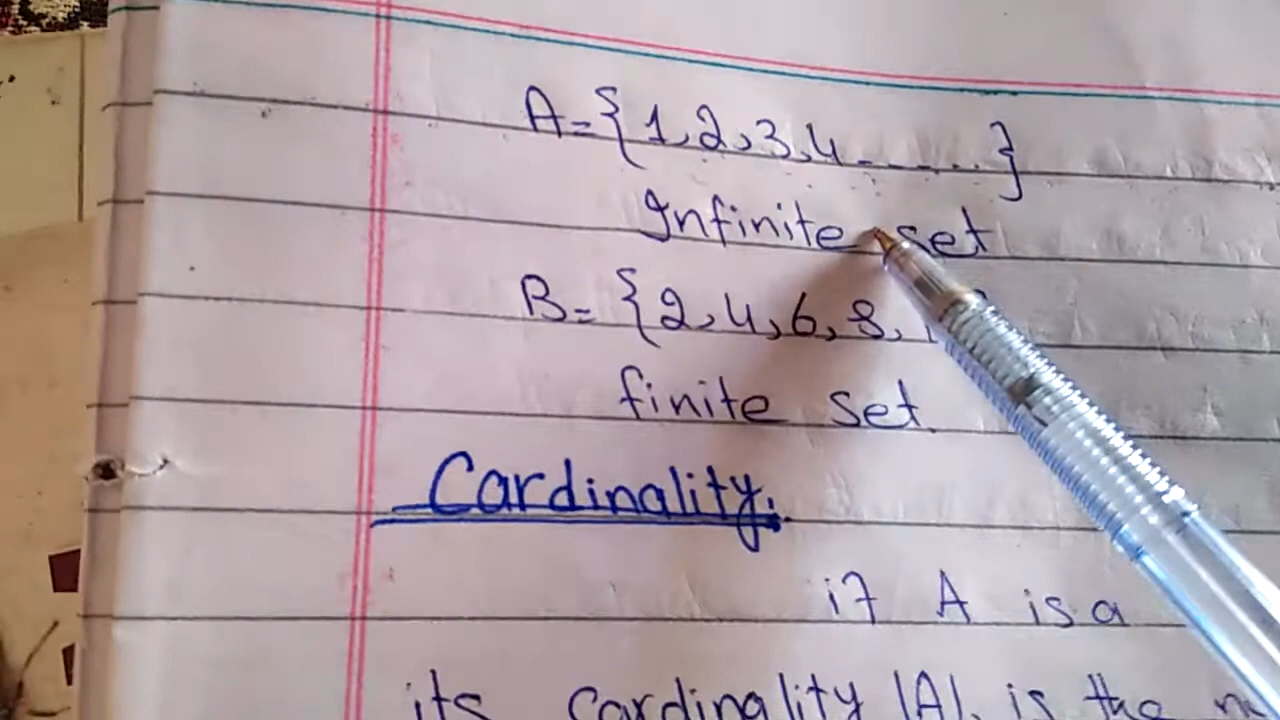 A={1,2,3,4.......}
Infinite set
B={2,4,6,8,
finite set.
Cardinality:
if A is a
its cardinality |A|, is the